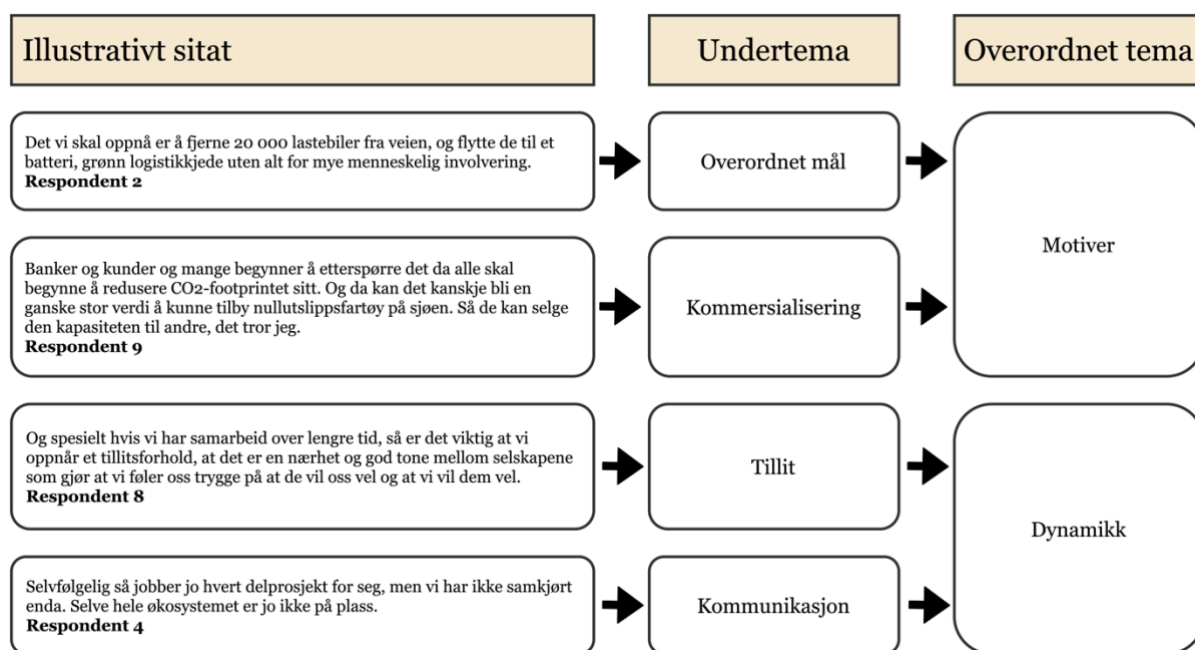 Illustrativt sitat
Undertema
Overordnet tema
Det vi skal oppnå er å fjerne 20 000 lastebiler fra veien, og flytte de til et
batteri, grønn logistikkjede uten alt for mye menneskelig involvering.
Respondent 2
Overordnet mål
Motiver
Banker og kunder og mange begynner å etterspørre det da alle skal
begynne å redusere CO2-footprintet sitt. Og da kan det kanskje bli en
ganske stor verdi å kunne tilby nullutslippsfartøy på sjøen. Så de kan selge
den kapasiteten til andre, det tror jeg.
Respondent 9
Kommersialisering
Og spesielt hvis vi har samarbeid over lengre tid, så er det viktig at vi
oppnår et tillitsforhold, at det er en nærhet og god tone mellom selskapene
som gjør at vi føler oss trygge på at de vil oss vel og at vi vil dem vel.
Respondent 8
Tillit
Dynamikk
Selvfølgelig så jobber jo hvert delprosjekt for seg, men vi har ikke samkjørt
enda. Selve hele økosystemet er jo ikke på plass.
Respondent 4
Kommunikasjon